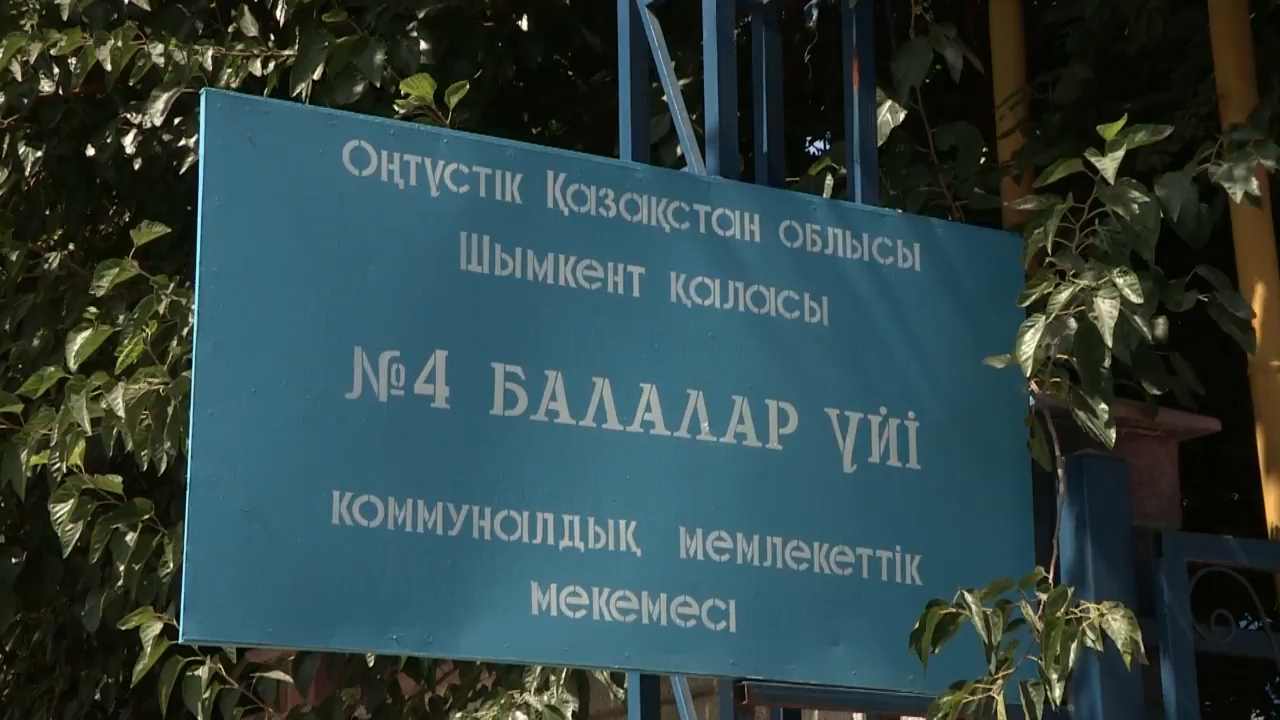 Оңтүстік Қазақстан облысы
Шымкент қаласы
№4 БАЛАЛАР ҮЙІ
коммуналдық мемлекеттік
мекемесі